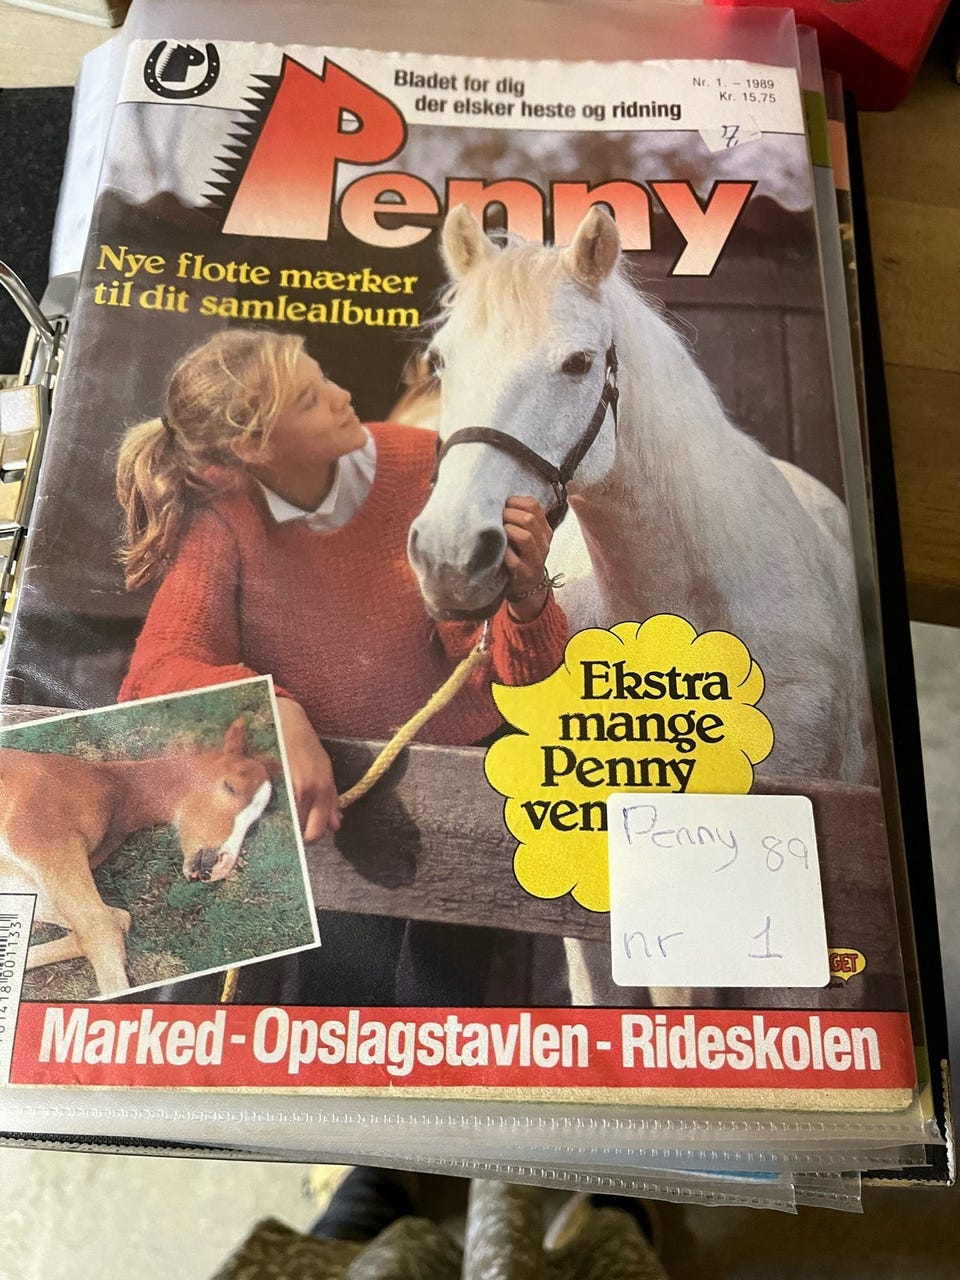 Bladet for dig
der elsker heste og ridning
Nr. 1. - 1989
Kr. 15,75
Penny
Nye flotte mærker
til dit samlealbum
Ekstra
mange
Penny
ven
Penny 89
nr 1
GET
Marked - Opslagstavlen - Rideskolen